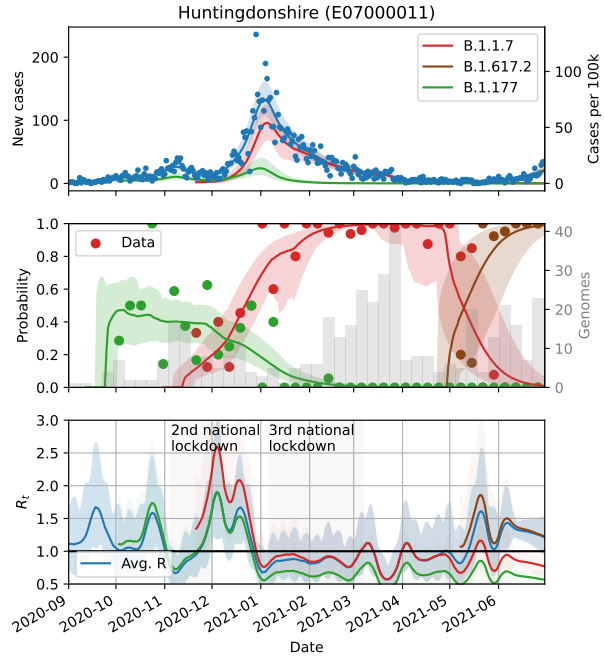 Huntingdonshire (E07000011)
New cases
200
100
0
B.1.1.7
B.1.617.2
B.1.177
100
50
0
Cases per 100k
Probability
1.0
0.8
0.6
0.4
0.2
0.0
Data
40
30
20
10
0
Genomes
R_t
3.0
2.5
2.0
1.5
1.0
0.5
2nd national
lockdown
3rd national
lockdown
Avg. R
2020-09
2020-10
2020-11
2020-12
2021-01
2021-02
2021-03
2021-04
2021-05
2021-06
Date